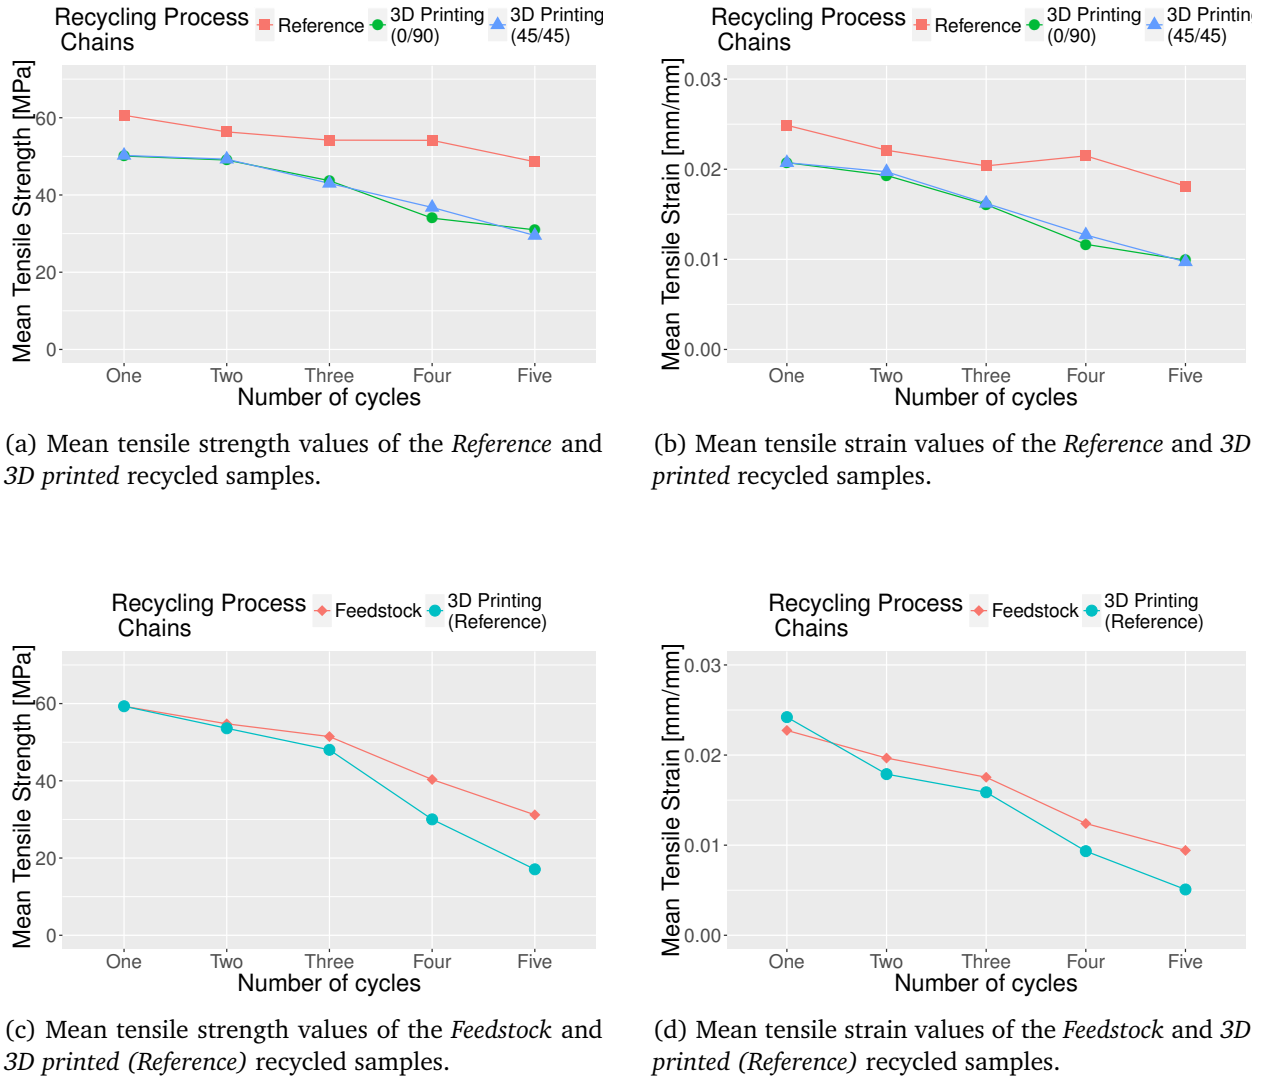 Recycling Process
Chains
Reference
3D Printing
(0/90)
3D Printin
(45/45)
Mean Tensile Strength [MPa]
60
40
20
0
One Two Three Four Five
Number of cycles
(a) Mean tensile strength values of the Reference and
3D printed recycled samples.
Recycling Process
Chains
Reference
3D Printing
(0/90)
3D Printin
(45/45)
Mean Tensile Strain [mm/mm]
0.03
0.02
0.01
0.00
One Two Three Four Five
Number of cycles
(b) Mean tensile strain values of the Reference and 3D
printed recycled samples.
Recycling Process
Chains
Feedstock
3D Printing
(Reference)
Mean Tensile Strength [MPa]
60
40
20
0
One Two Three Four Five
Number of cycles
(c) Mean tensile strength values of the Feedstock and
3D printed (Reference) recycled samples.
Recycling Process
Chains
Feedstock
3D Printing
(Reference)
Mean Tensile Strain [mm/mm]
0.03
0.02
0.01
0.00
One Two Three Four Five
Number of cycles
(d) Mean tensile strain values of the Feedstock and 3D
printed (Reference) recycled samples.